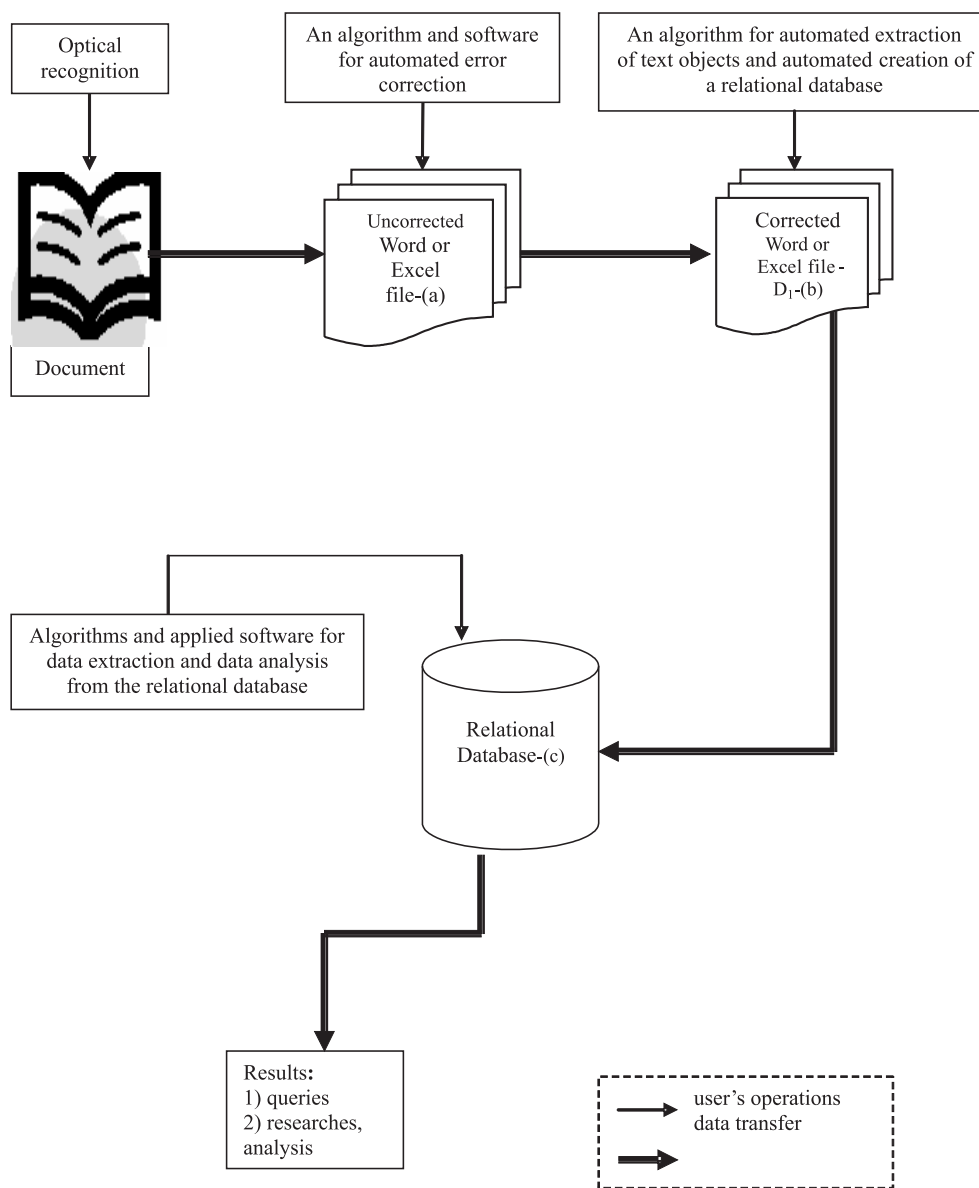 Optical
recognition
An algorithm and software
for automated error
correction
An algorithm for automated extraction
of text objects and automated creation of
a relational database
Document
Uncorrected
Word or
Excel
file-(a)
Corrected
Word or
Excel file-
D₁-(b)
Algorithms and applied software for
data extraction and data analysis
from the relational database
Relational
Database-(c)
Results:
1) queries
2) researches,
analysis
user's operations
data transfer